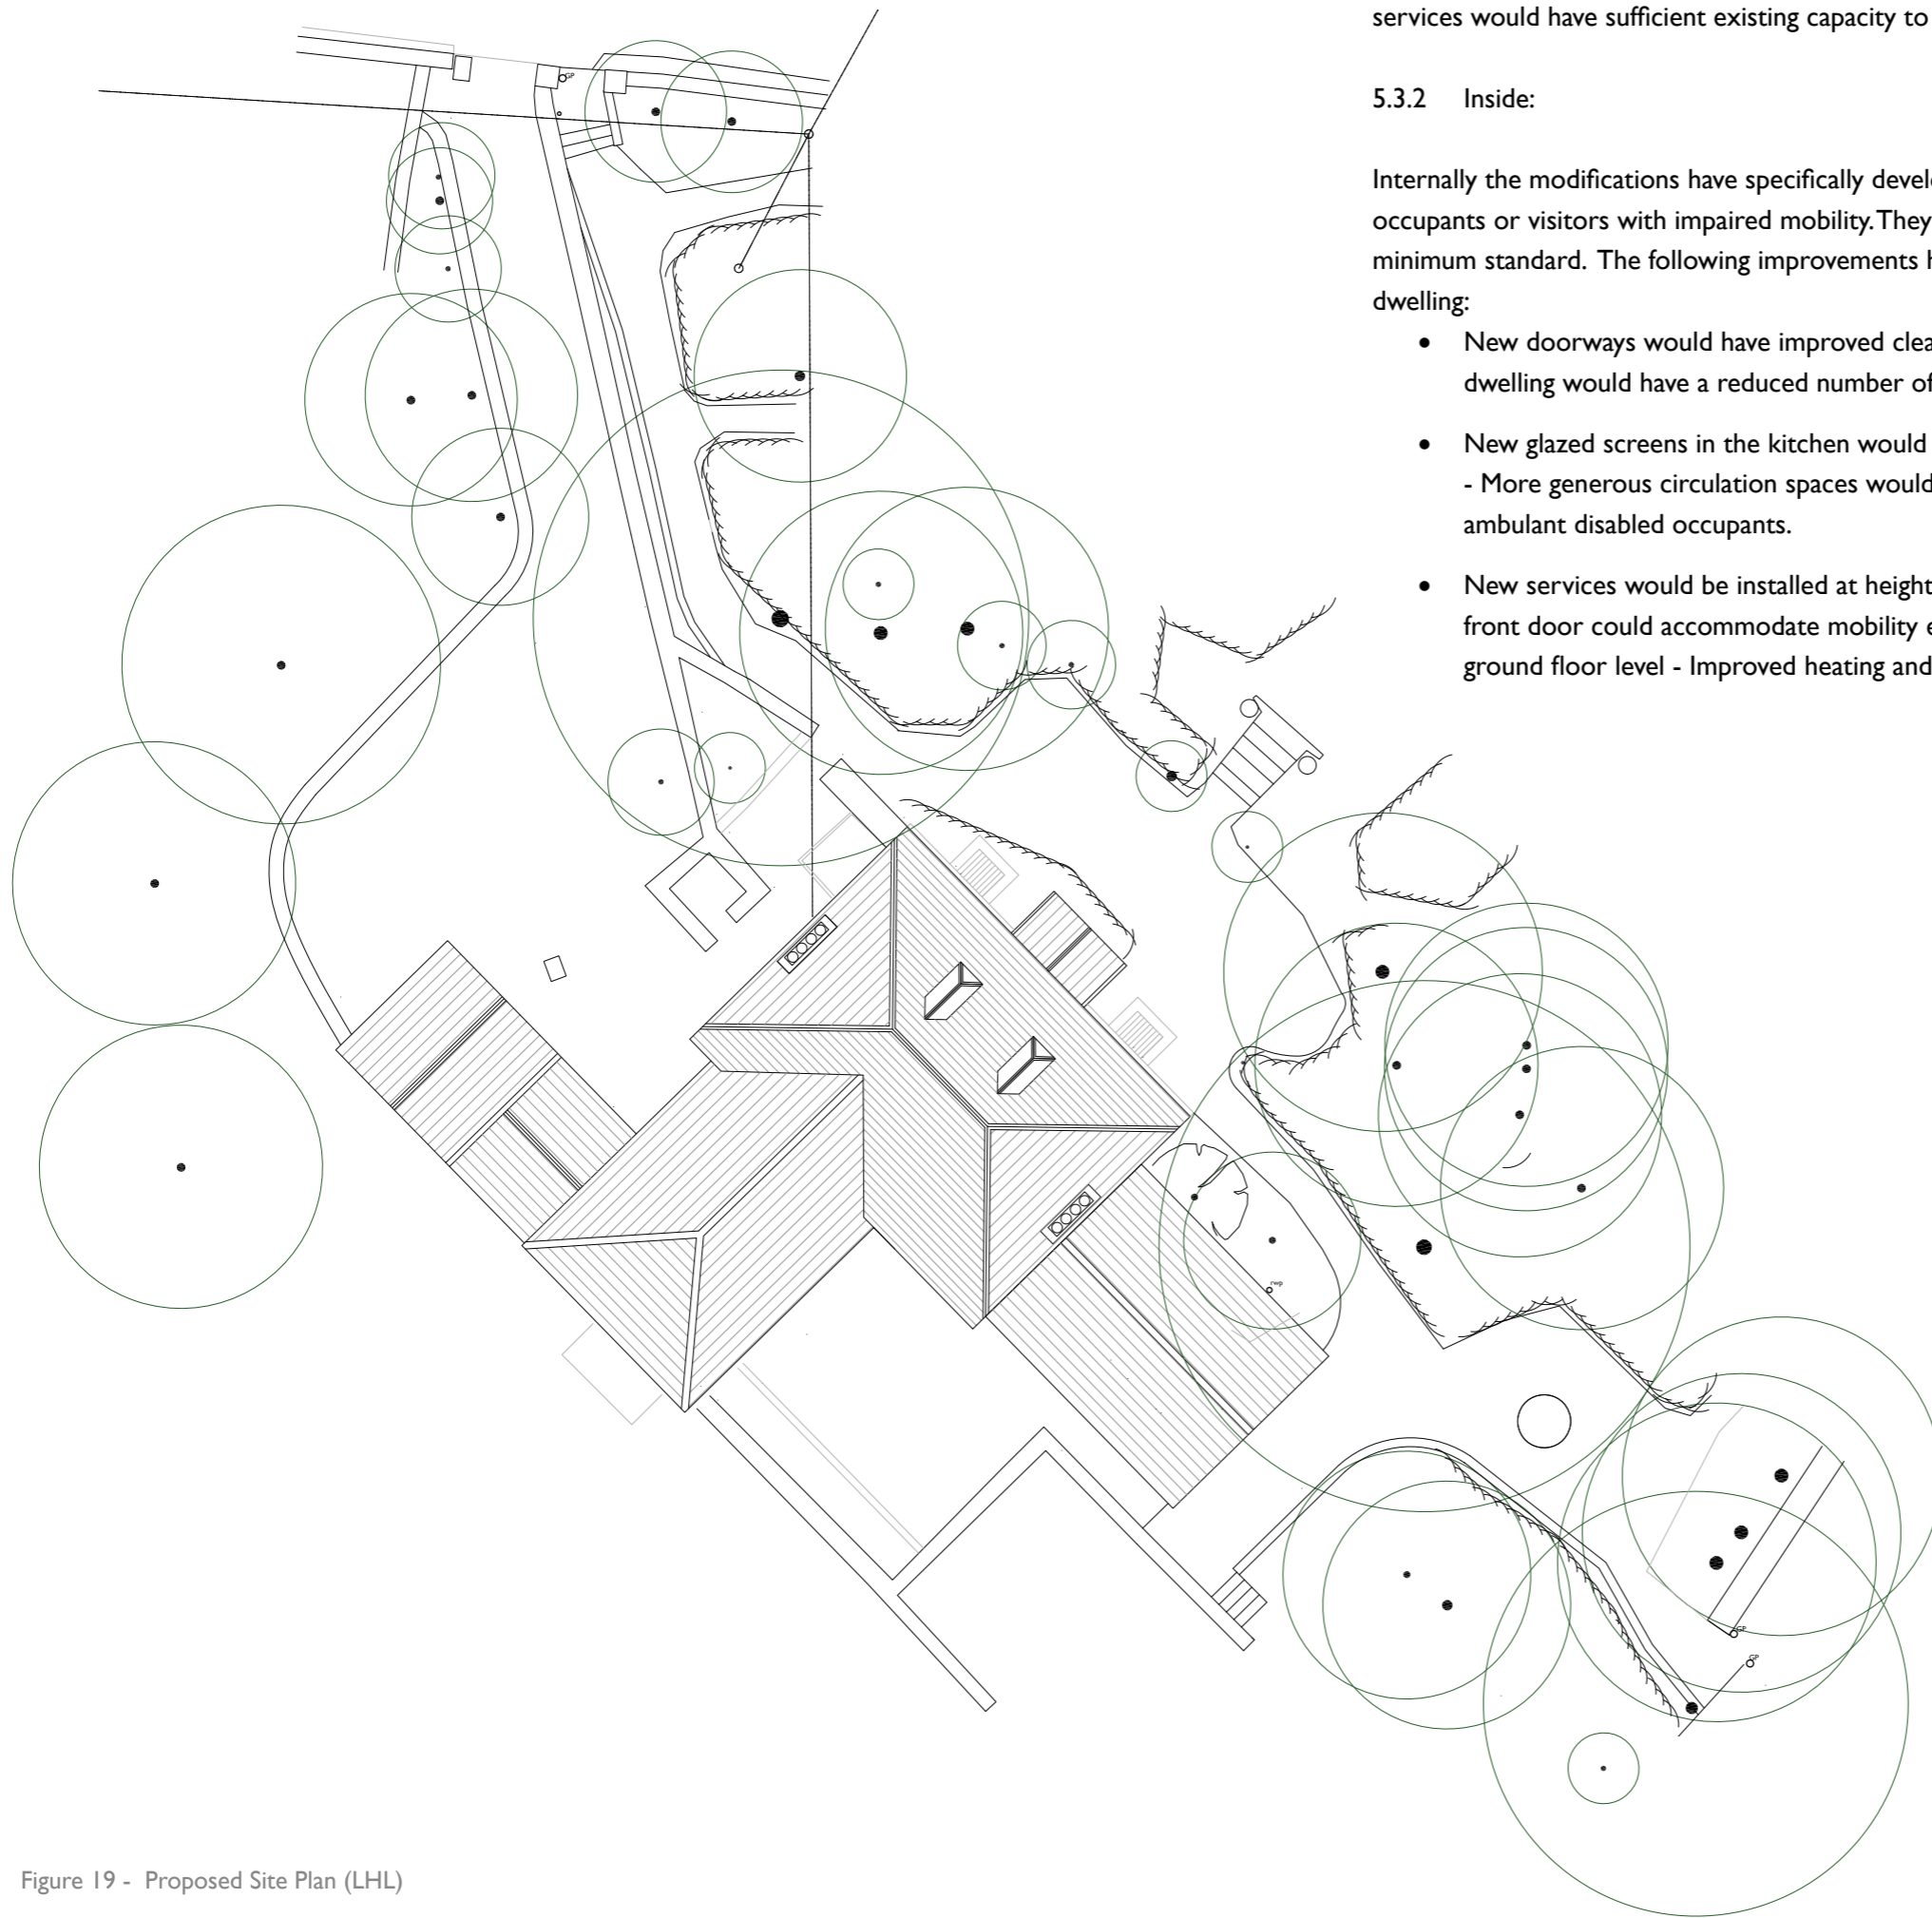 services would have sufficient existing capacity to
5.3.2 Inside:
Internally the modifications have specifically devel
occupants or visitors with impaired mobility.They
minimum standard. The following improvements h
dwelling:
• New doorways would have improved clea
dwelling would have a reduced number of
• New glazed screens in the kitchen would
- More generous circulation spaces would
ambulant disabled occupants.
• New services would be installed at height
front door could accommodate mobility e
ground floor level - Improved heating and
GP
rwp
GP
GP
Figure 19 - Proposed Site Plan (LHL)